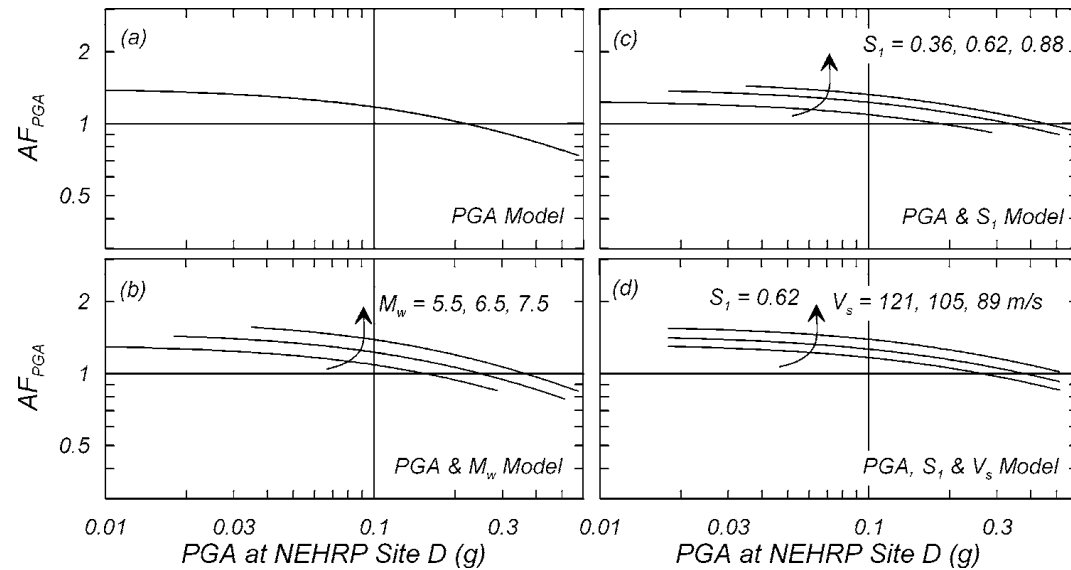 (a)
2
1
0.5
AF_PGA
PGA Model
(b)
M_w = 5.5, 6.5, 7.5
2
1
0.5
AF_PGA
PGA & M_w Model
0.01 0.03 0.1 0.3
PGA at NEHRP Site D (g)
(c)
S_1 = 0.36, 0.62, 0.88
PGA & S_1 Model
(d)
S_1 = 0.62 V_s = 121, 105, 89 m/s
PGA, S_1 & V_s Model
0.01 0.03 0.1 0.3
PGA at NEHRP Site D (g)